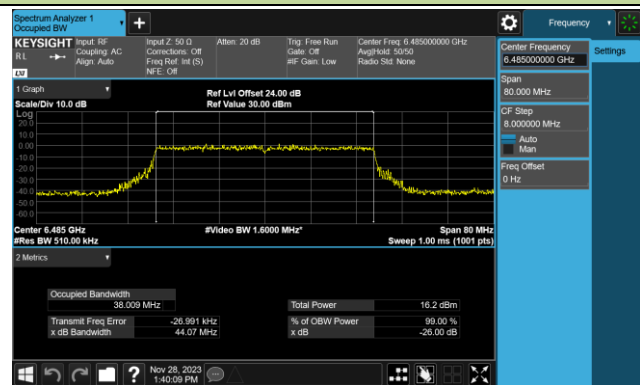 Spectrum Analyzer 1
Occupied BW
Frequency
KEYSIGHT
RL
LXI
Input: RF
Coupling: AC
Align: Auto
Input Z: 50 Ω
Corrections: Off
Freq Ref: Int (S)
NFE: Off
Atten: 20 dB
Trig: Free Run
Gate: Off
#IF Gain: Low
Center Freq: 6.485000000 GHz
Avg|Hold: 50/50
Radio Std: None
Center Frequency
6.485000000 GHz
Settings
Span
80.000 MHz
CF Step
8.000000 MHz
Auto
Man
Freq Offset
0 Hz
1 Graph
Scale/Div 10.0 dB
Ref Lvl Offset 24.00 dB
Ref Value 30.00 dBm
Log
20.0
10.0
0.00
-10.0
-20.0
-30.0
-40.0
-50.0
-60.0
Center 6.485 GHz
#Video BW 1.6000 MHz*
Span 80 MHz
#Res BW 510.00 kHz
Sweep 1.00 ms (1001 pts)
2 Metrics
Occupied Bandwidth
38.009 MHz
Total Power 16.2 dBm
Transmit Freq Error -26.991 kHz
% of OBW Power 99.00 %
x dB Bandwidth 44.07 MHz
x dB -26.00 dB
?
Nov 28, 2023
1:40:09 PM